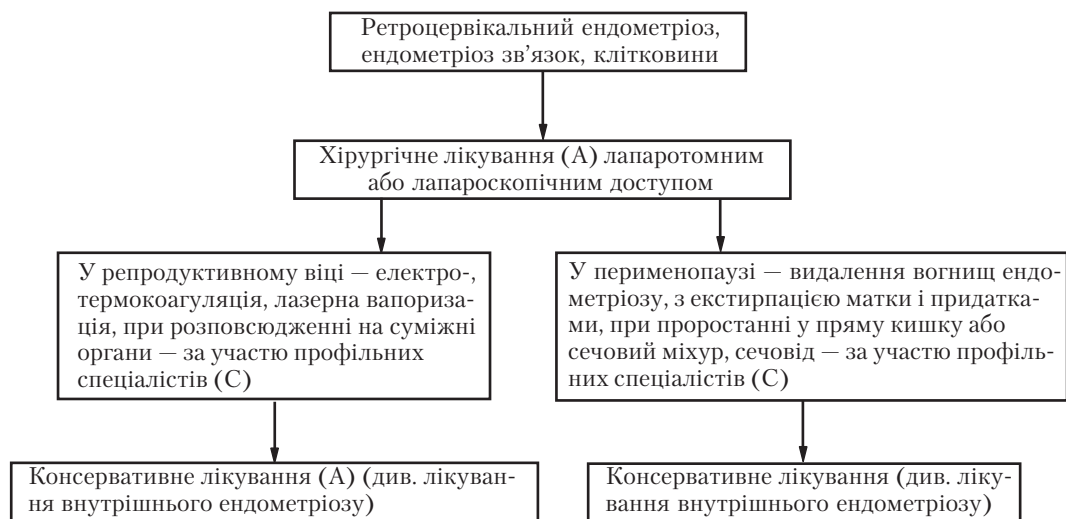 Ретроцервікальний ендометріоз,
ендометріоз зв'язок, клітковини
Хірургічне лікування (А) лапаротомним
або лапароскопічним доступом
У репродуктивному віці — електро-,
термокоагуляція, лазерна вапориза-
ція, при розповсюдженні на суміжні
органи — за участю профільних
спеціалістів (С)
У перименопаузі — видалення вогнищ ендо-
метріозу, з екстирпацією матки і придатка-
ми, при проростанні у пряму кишку або
сечовий міхур, сечовід — за участю профіль-
них спеціалістів (С)
Консервативне лікування (А) (див. лікуван-
ня внутрішнього ендометріозу)
Консервативне лікування (див. ліку-
вання внутрішнього ендометріозу)